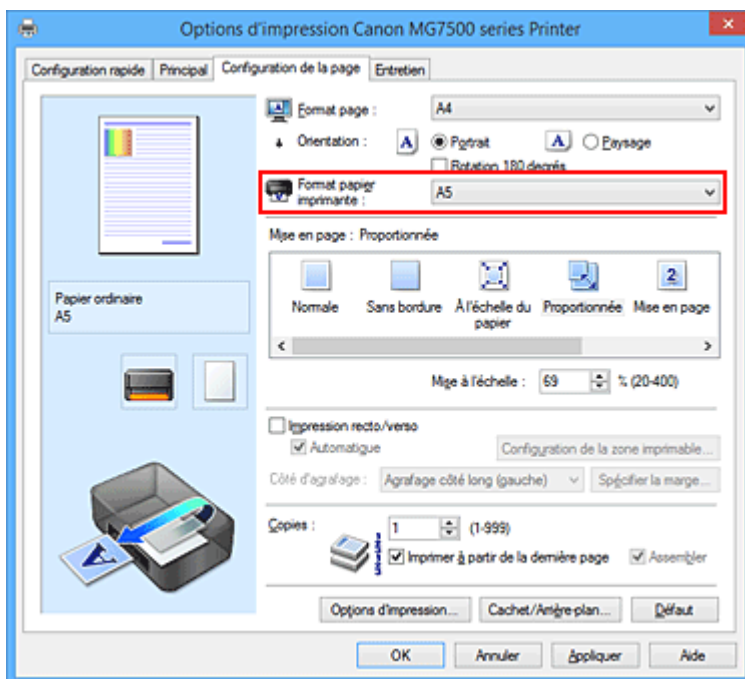 Options d'impression Canon MG7500 series Printer
Configuration rapide Principal Configuration de la page Entretien
Format page : A4
Orientation : A Portrait A Paysage
Rotation 180 degrés
Format papier imprimante : A5
Mise en page : Proportionnée
2
Normale Sans bordure À l'échelle du papier Proportionnée Mise en page
Papier ordinaire
A5
Mise à l'échelle : 69 % (20-400)
Impression recto/verso
Automatique Configuration de la zone imprimable...
Côté d'agrafage : Agrafage côté long (gauche) Spécifier la marge...
Copies : 1 (1-999)
Imprimer à partir de la dernière page Assembler
Options d'impression... Cachet/Arrière-plan... Défaut
OK Annuler Appliquer Aide